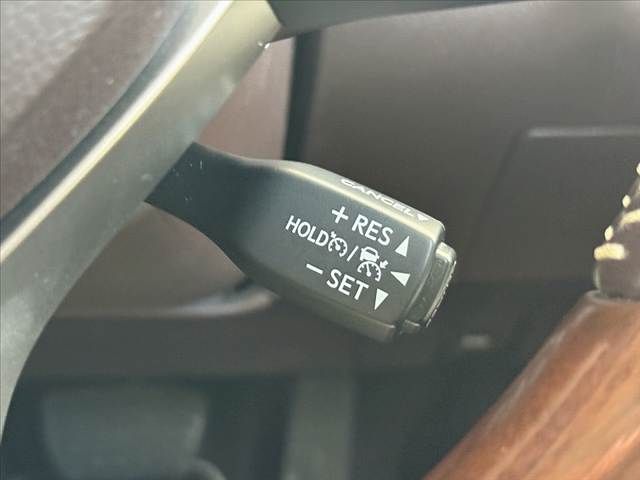 CANCEL
+ RES
HOLD /
− SET